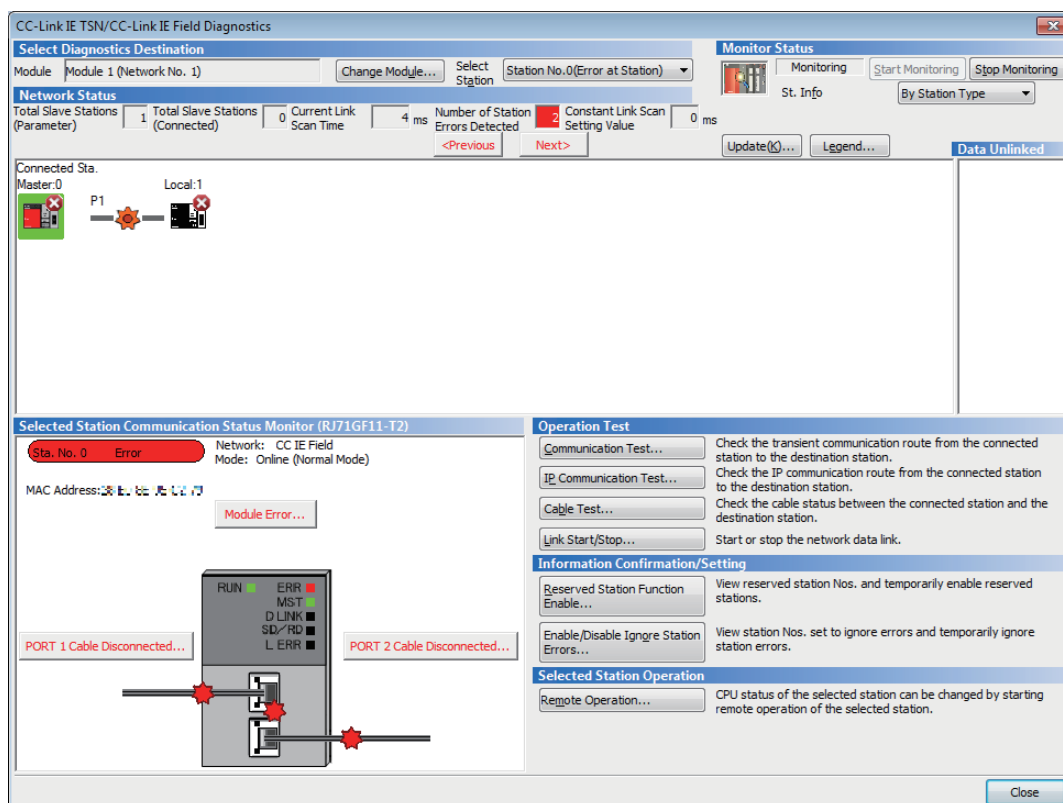 CC-Link IE TSN/CC-Link IE Field Diagnostics
Select Diagnostics Destination
Module Module 1 (Network No. 1) Change Module... Select Station Station No.0(Error at Station)
Monitor Status
Monitoring Start Monitoring Stop Monitoring
St. Info By Station Type
Network Status
Total Slave Stations (Parameter) 1 Total Slave Stations (Connected) 0 Current Link Scan Time 4 ms Number of Station Errors Detected 2 Constant Link Scan Setting Value 0 ms
<Previous Next> Update(K)... Legend... Data Unlinked
Connected Sta.
Master:0 Local:1
P1
Selected Station Communication Status Monitor (RJ71GF11-T2)
Sta. No. 0 Error
Network: CC IE Field
Mode: Online (Normal Mode)
MAC Address:
Module Error...
RUN ERR
MST
D LINK
SD/RD
L ERR
PORT 1 Cable Disconnected... PORT 2 Cable Disconnected...
Operation Test
Communication Test... Check the transient communication route from the connected
station to the destination station.
IP Communication Test... Check the IP communication route from the connected station
to the destination station.
Cable Test... Check the cable status between the connected station and the
destination station.
Link Start/Stop... Start or stop the network data link.
Information Confirmation/Setting
Reserved Station Function Enable... View reserved station Nos. and temporarily enable reserved
stations.
Enable/Disable Ignore Station Errors... View station Nos. set to ignore errors and temporarily ignore
station errors.
Selected Station Operation
Remote Operation... CPU status of the selected station can be changed by starting
remote operation of the selected station.
Close